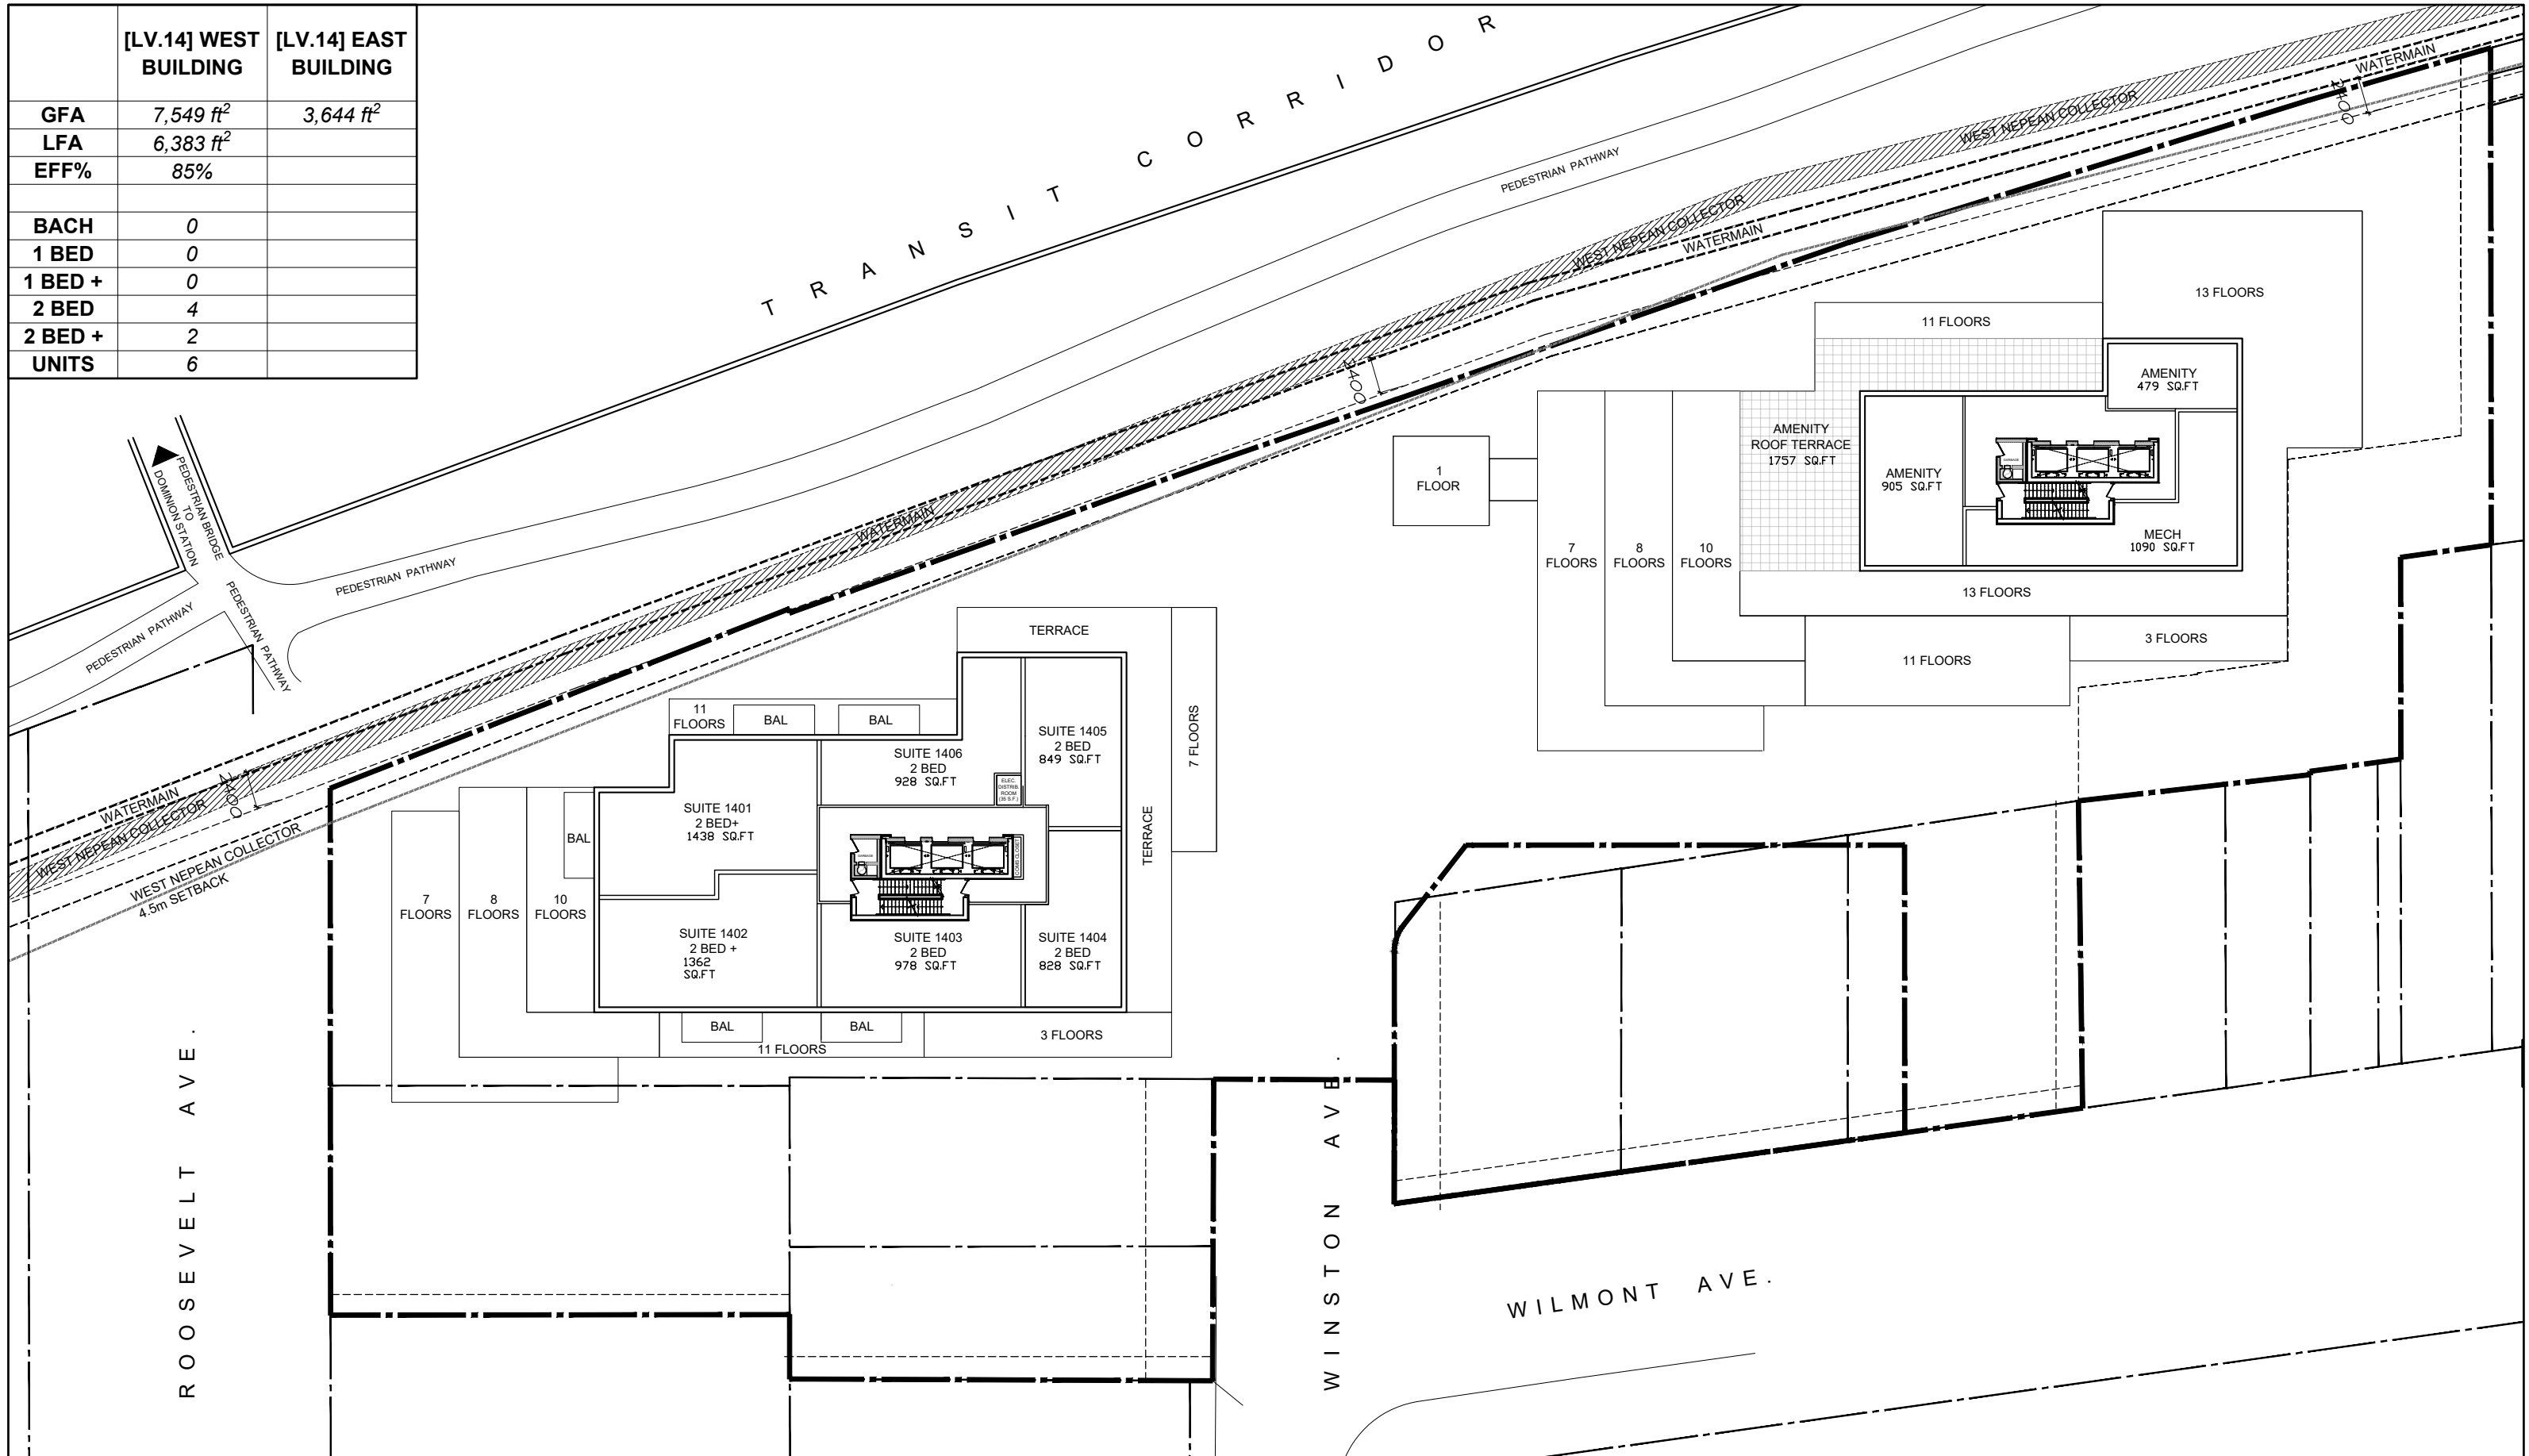 [LV.14] WEST BUILDING [LV.14] EAST BUILDING
GFA 7,549 ft² 3,644 ft²
LFA 6,383 ft²
EFF% 85%
BACH 0
1 BED 0
1 BED + 0
2 BED 4
2 BED + 2
UNITS 6
TRANSIT CORRIDOR
WATERMAIN
2400
WEST NEPEAN COLLECTOR
PEDESTRIAN PATHWAY
WEST NEPEAN COLLECTOR
WATERMAIN
2400
13 FLOORS
11 FLOORS
AMENITY
479 SQ.FT
AMENITY
ROOF TERRACE
1757 SQ.FT
AMENITY
905 SQ.FT
MECH
1090 SQ.FT
1
FLOOR
7
FLOORS
8
FLOORS
10
FLOORS
13 FLOORS
3 FLOORS
11 FLOORS
PEDESTRIAN BRIDGE
TO
DOMINION STATION
PEDESTRIAN PATHWAY
PEDESTRIAN PATHWAY
PEDESTRIAN PATHWAY
WATERMAIN
2400
WATERMAIN
WEST NEPEAN COLLECTOR
WEST NEPEAN COLLECTOR
4.5m SETBACK
TERRACE
11
FLOORS
BAL
BAL
7 FLOORS
SUITE 1405
2 BED
849 SQ.FT
SUITE 1406
2 BED
928 SQ.FT
ELEC.
DISTRIB.
ROOM
(35 S.F.)
SUITE 1401
2 BED+
1438 SQ.FT
BAL
TERRACE
7
FLOORS
8
FLOORS
10
FLOORS
SUITE 1402
2 BED +
1362
SQ.FT
SUITE 1403
2 BED
978 SQ.FT
SUITE 1404
2 BED
828 SQ.FT
BAL
BAL
11 FLOORS
3 FLOORS
ROOSEVELT AVE.
WINSTON AVE.
WILMONT AVE.